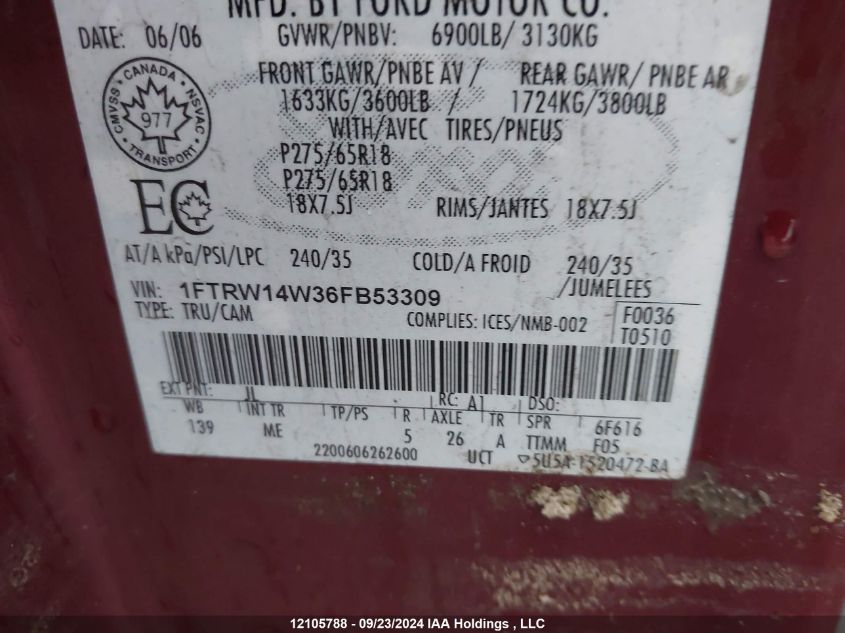 MFD. BY FORD MOTOR CO.
DATE: 06/06 GVWR/PNBV: 6900LB/ 3130KG
FRONT GAWR/PNBE AV / REAR GAWR/ PNBE AR
1633KG/3600LB / 1724KG/3800LB
WITH/AVEC TIRES/PNEUS
CANADA
CMVSS NSVAC
977
TRANSPORT
P275/65R18
P275/65R18
EC
18X7.5J RIMS/JANTES 18X7.5J
AT/A kPa/PSI/LPC 240/35 COLD/A FROID 240/35
VIN: 1FTRW14W36FB53309 /JUMELEES
TYPE: TRU/CAM COMPLIES: ICES/NMB-002 F0036
T0510
EXT PNT: JL RC: A1 DSO:
WB INT TR TP/PS R AXLE TR SPR 6F616
139 ME 5 26 A TTMM F05
2200606262600 UCT 5U5A-1520472-BA
12105788 - 09/23/2024 IAA Holdings , LLC